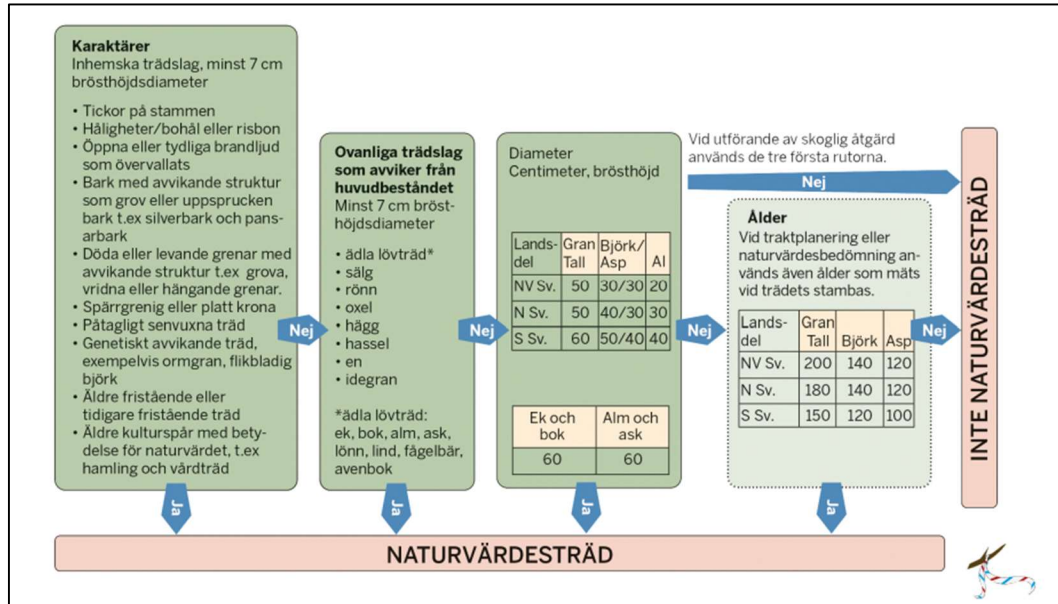 Karaktärer
Inhemska trädslag, minst 7 cm
brösthöjdsdiameter
• Tickor på stammen
• Håligheter/bohål eller risbon
• Öppna eller tydliga brandljud
som övervallats
• Bark med avvikande struktur
som grov eller uppsprucken
bark t.ex silverbark och pans-
arbark
• Döda eller levande grenar med
avvikande struktur t.ex grova,
vridna eller hängande grenar.
• Spärrgrenig eller platt krona
• Påtagligt senvuxna träd
• Genetiskt avvikande träd,
exempelvis ormgran, flikbladig
björk
• Äldre fristående eller
tidigare fristående träd
• Äldre kulturspår med bety-
delse för naturvärdet, t.ex
hamling och vårdträd
Nej
Ja
Ovanliga trädslag
som avviker från
huvudbeståndet
Minst 7 cm bröst-
höjdsdiameter
• ädla lövträd*
• sälg
• rönn
• oxel
• hägg
• hassel
• en
• idegran
*ädla lövträd:
ek, bok, alm, ask,
lönn, lind, fågelbär,
avenbok
Nej
Ja
Diameter
Centimeter, brösthöjd
Lands-
del
Gran
Tall
Björk/
Asp
Al
NV Sv. 50 30/30 20
N Sv. 50 40/30 30
S Sv. 60 50/40 40
Ek och
bok
Alm och
ask
60 60
Nej
Ja
Vid utförande av skoglig åtgärd
används de tre första rutorna.
Nej
Ålder
Vid traktplanering eller
naturvärdesbedömning an-
används även ålder som mäts
vid trädets stambas.
Lands-
del
Gran
Tall
Björk
Asp
NV Sv. 200 140 120
N Sv. 180 140 120
S Sv. 150 120 100
Nej
Ja
INTE NATURVÄRDESTRÄD
NATURVÄRDESTRÄD